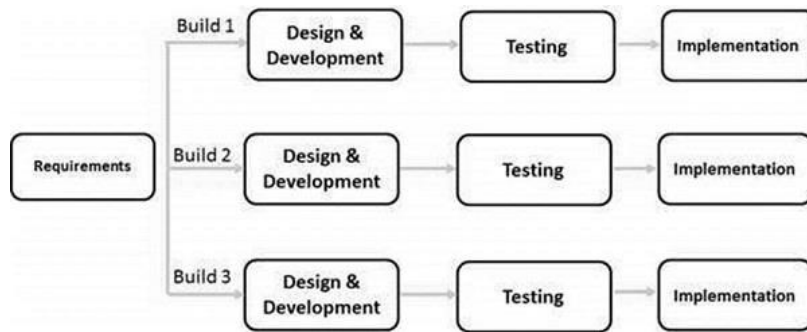 Build 1
Design &
Development
Testing
Implementation
Requirements
Build 2
Design &
Development
Testing
Implementation
Build 3
Design &
Development
Testing
Implementation